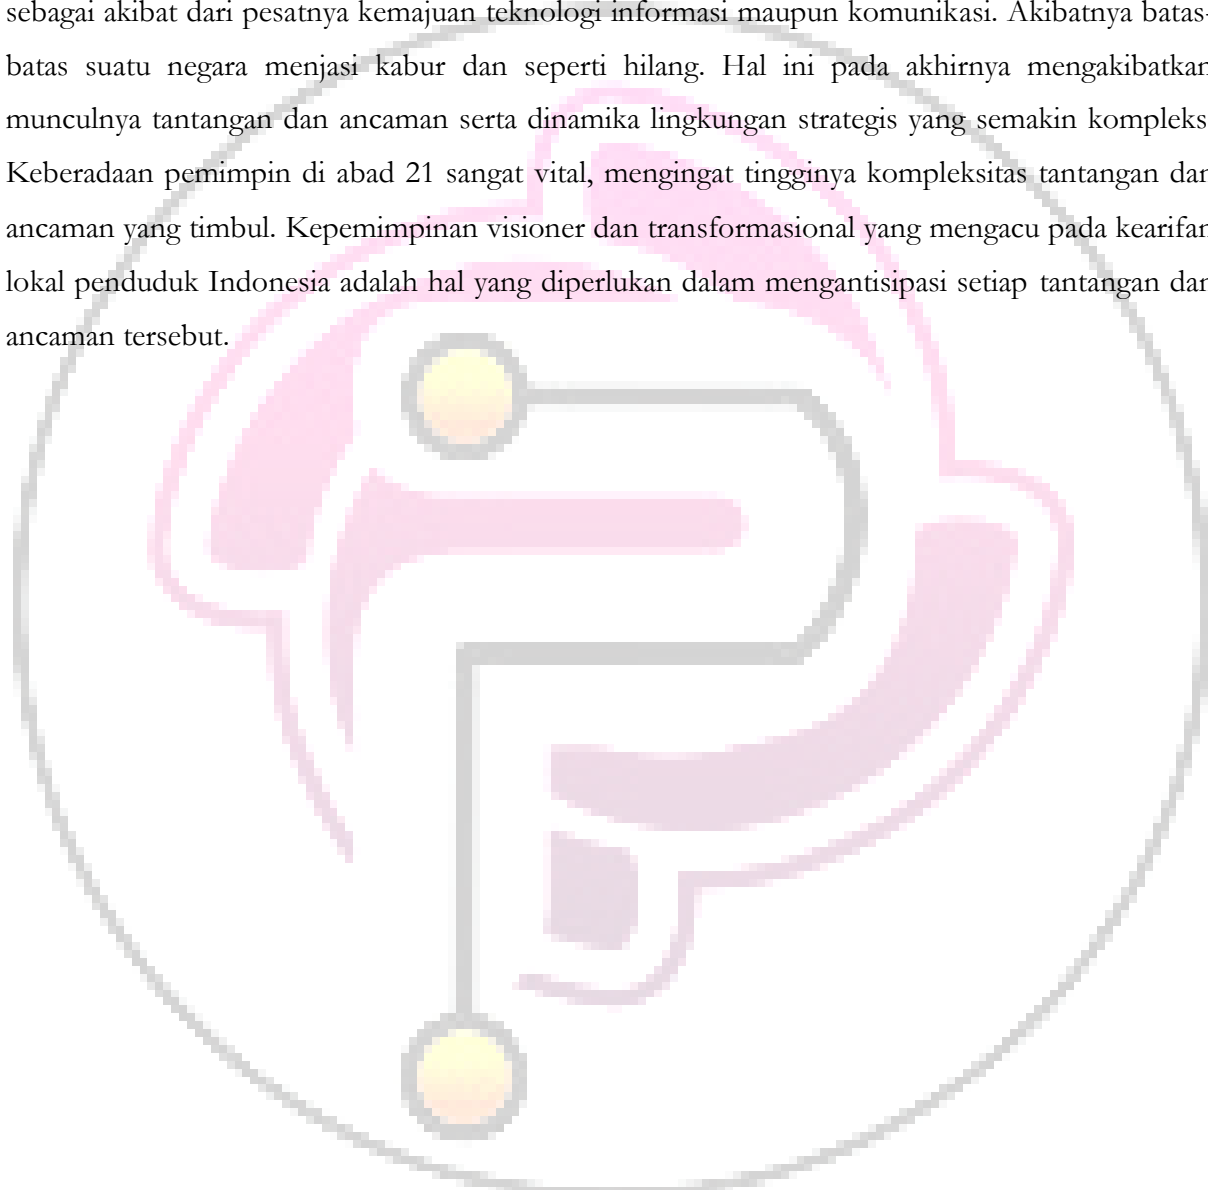 sebagai akibat dari pesatnya kemajuan teknologi informasi maupun komunikasi. Akibatnya batas-
batas suatu negara menjasi kabur dan seperti hilang. Hal ini pada akhirnya mengakibatkan
munculnya tantangan dan ancaman serta dinamika lingkungan strategis yang semakin kompleks
Keberadaan pemimpin di abad 21 sangat vital, mengingat tingginya kompleksitas tantangan dan
ancaman yang timbul. Kepemimpinan visioner dan transformasional yang mengacu pada kearifan
lokal penduduk Indonesia adalah hal yang diperlukan dalam mengantisipasi setiap tantangan dan
ancaman tersebut.